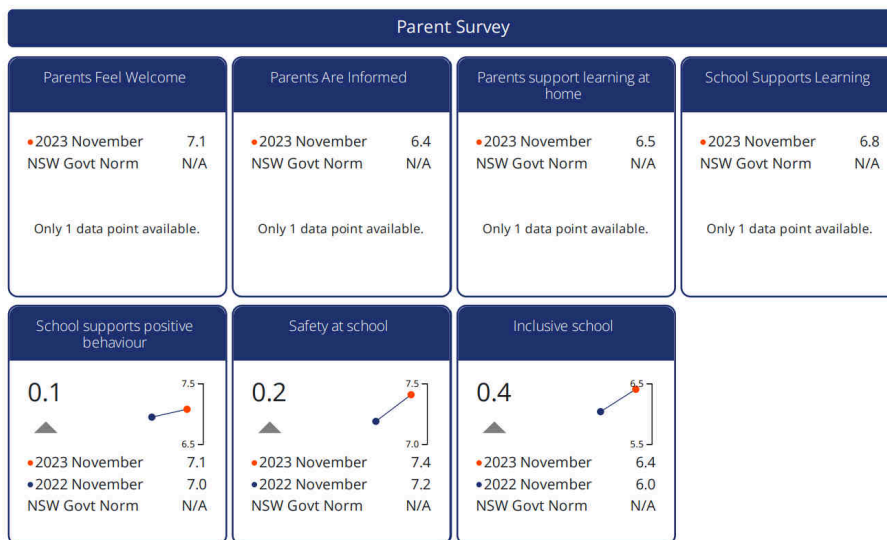 Parent Survey
Parents Feel Welcome
2023 November 7.1
NSW Govt Norm N/A
Only 1 data point available.
Parents Are Informed
2023 November 6.4
NSW Govt Norm N/A
Only 1 data point available.
Parents support learning at
home
2023 November 6.5
NSW Govt Norm N/A
Only 1 data point available.
School Supports Learning
2023 November 6.8
NSW Govt Norm N/A
Only 1 data point available.
School supports positive
behaviour
0.1
7.5
6.5
2023 November 7.1
2022 November 7.0
NSW Govt Norm N/A
Safety at school
0.2
7.5
7.0
2023 November 7.4
2022 November 7.2
NSW Govt Norm N/A
Inclusive school
0.4
6.5
5.5
2023 November 6.4
2022 November 6.0
NSW Govt Norm N/A